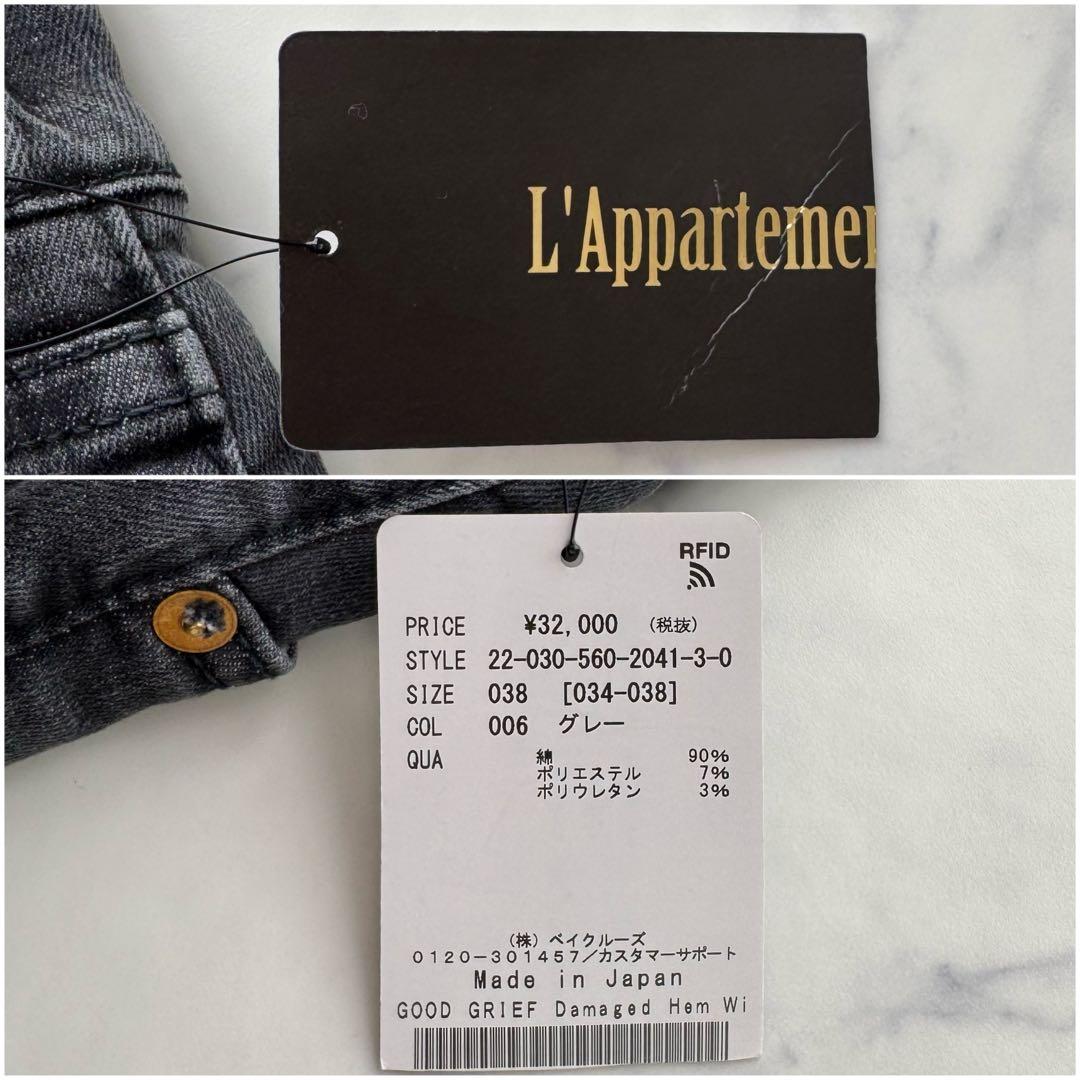 L'Appartemen
RFID
PRICE ¥32,000 (税抜)
STYLE 22-030-560-2041-3-0
SIZE 038 [034-038]
COL 006 グレー
QUA 綿 90%
ポリエステル 7%
ポリウレタン 3%
(株) ベイクルーズ
0120-301457/カスタマーサポート
Made in Japan
GOOD GRIEF Damaged Hem Wi